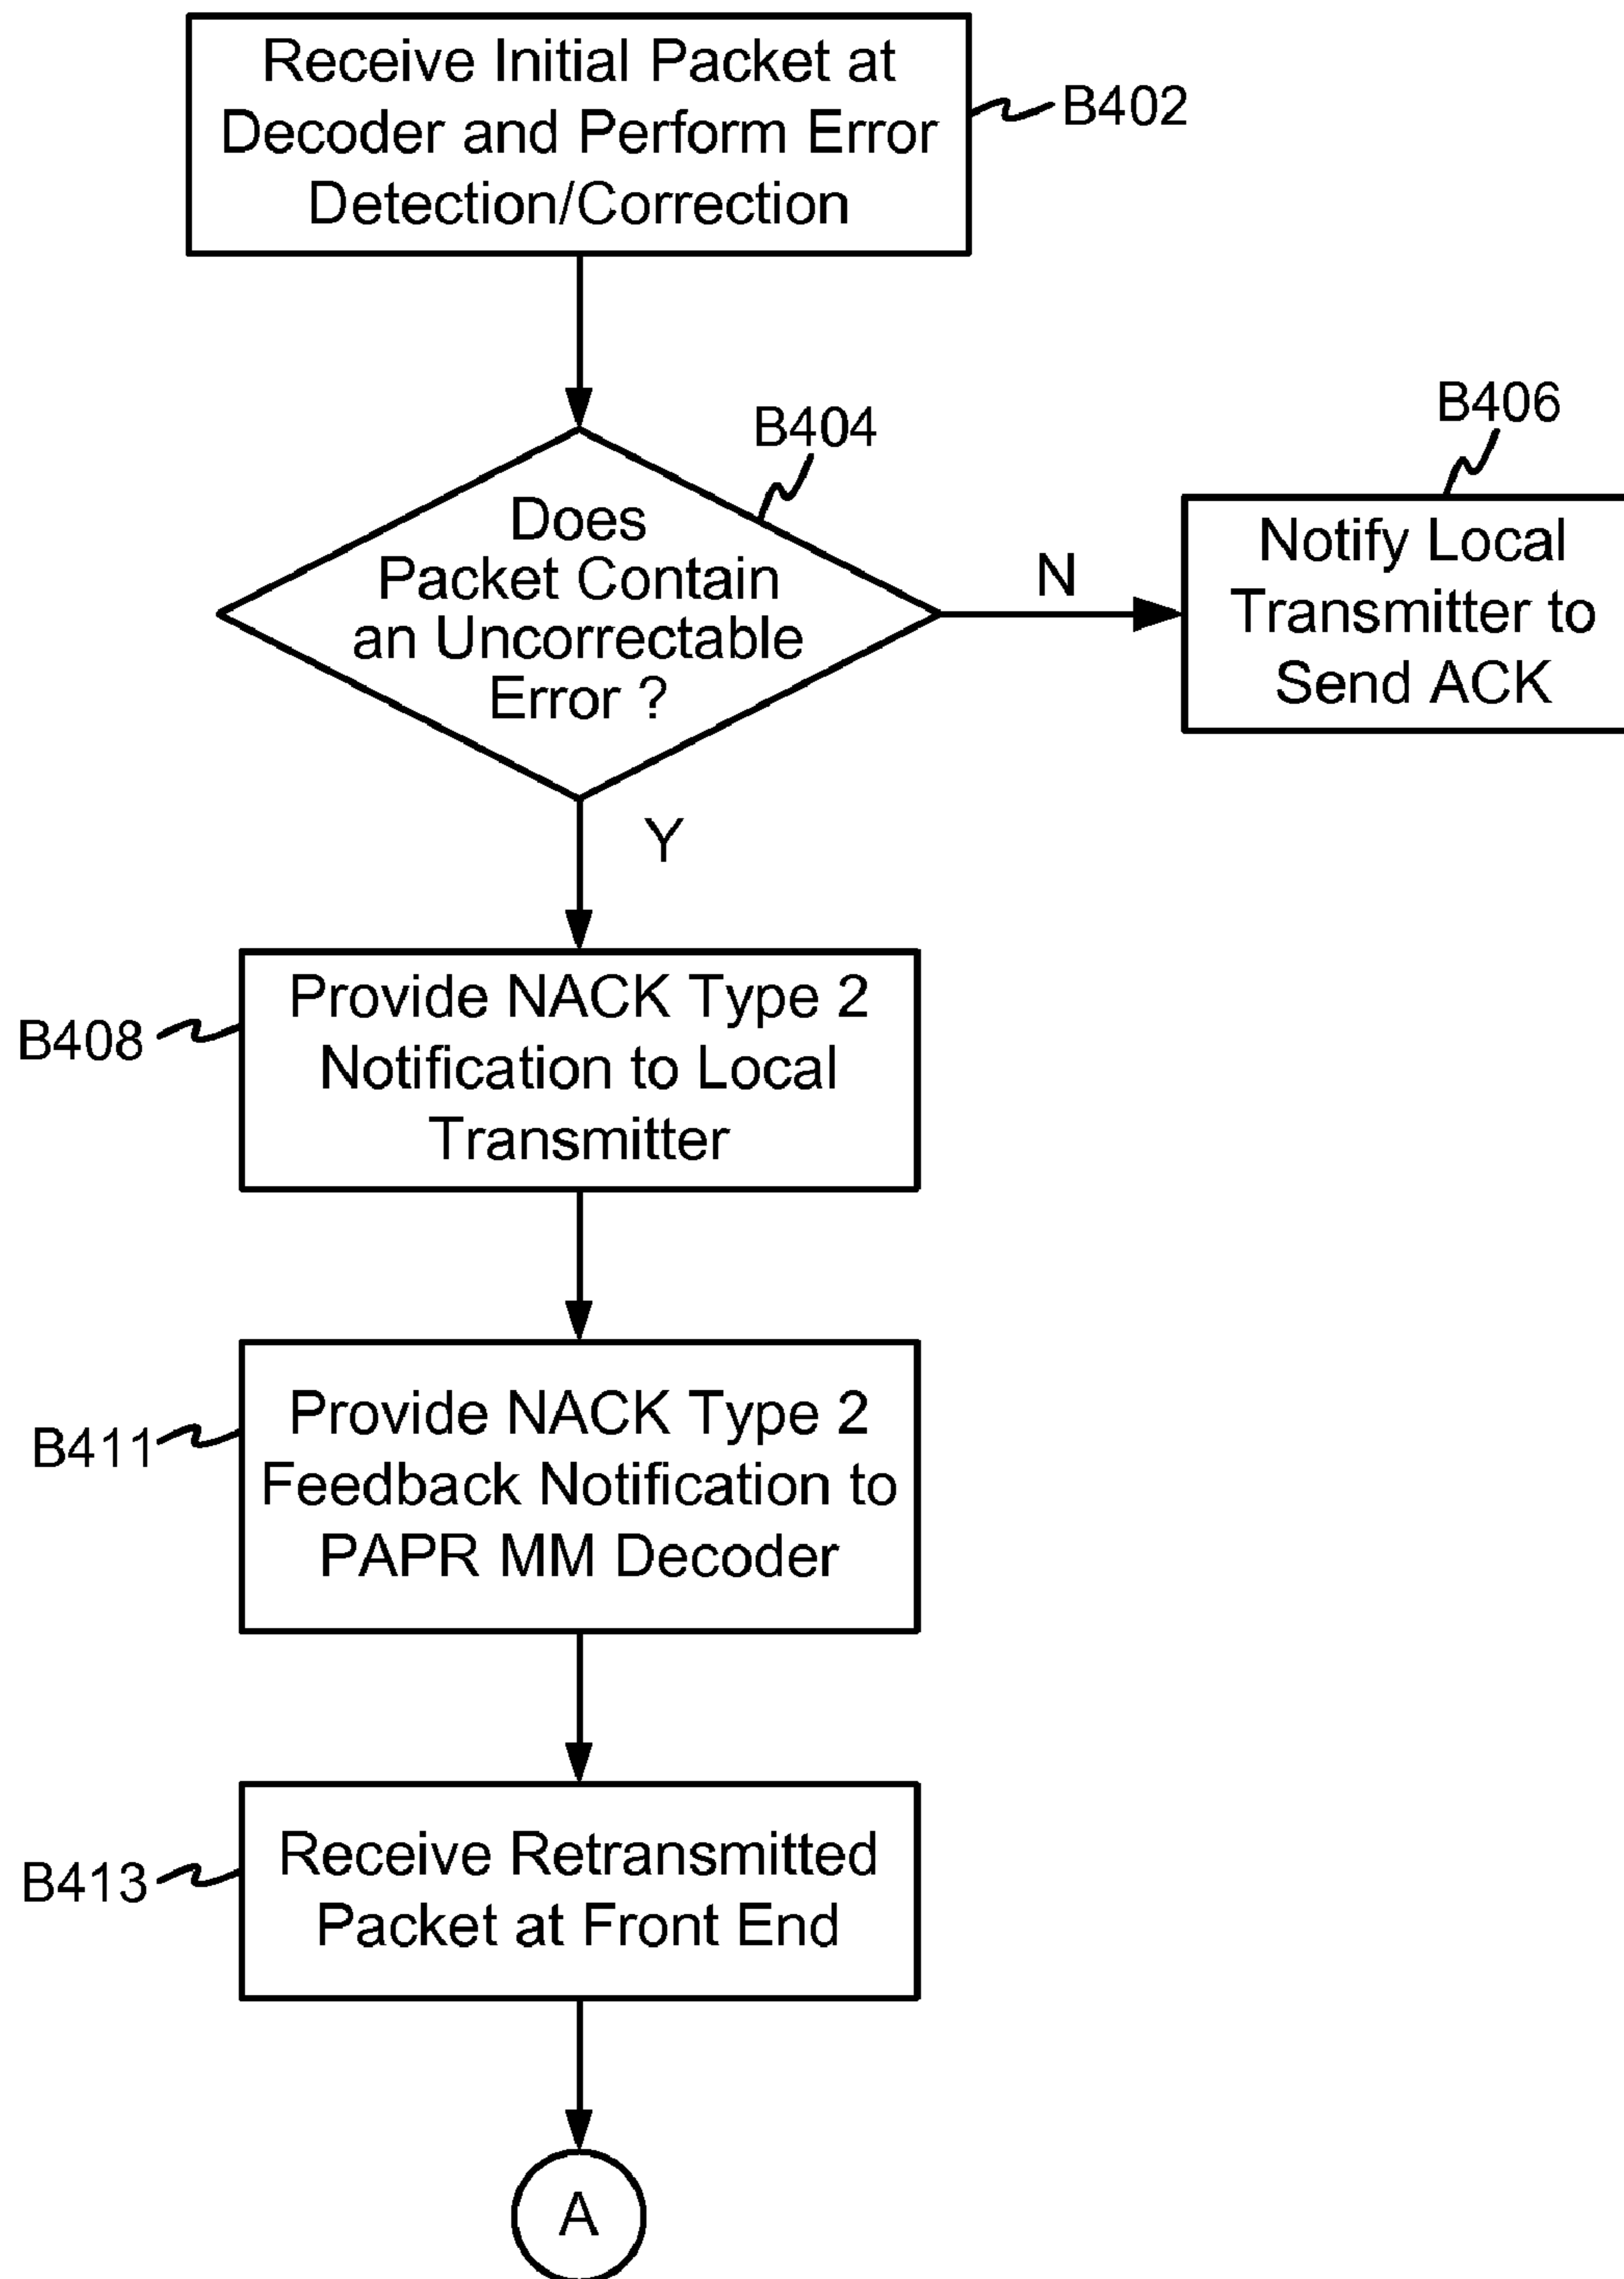 Receive Initial Packet at
Decoder and Perform Error
Detection/Correction
B402
B404
Does
Packet Contain
an Uncorrectable
Error ?
N
B406
Notify Local
Transmitter to
Send ACK
Y
B408
Provide NACK Type 2
Notification to Local
Transmitter
B411
Provide NACK Type 2
Feedback Notification to
PAPR MM Decoder
B413
Receive Retransmitted
Packet at Front End
A